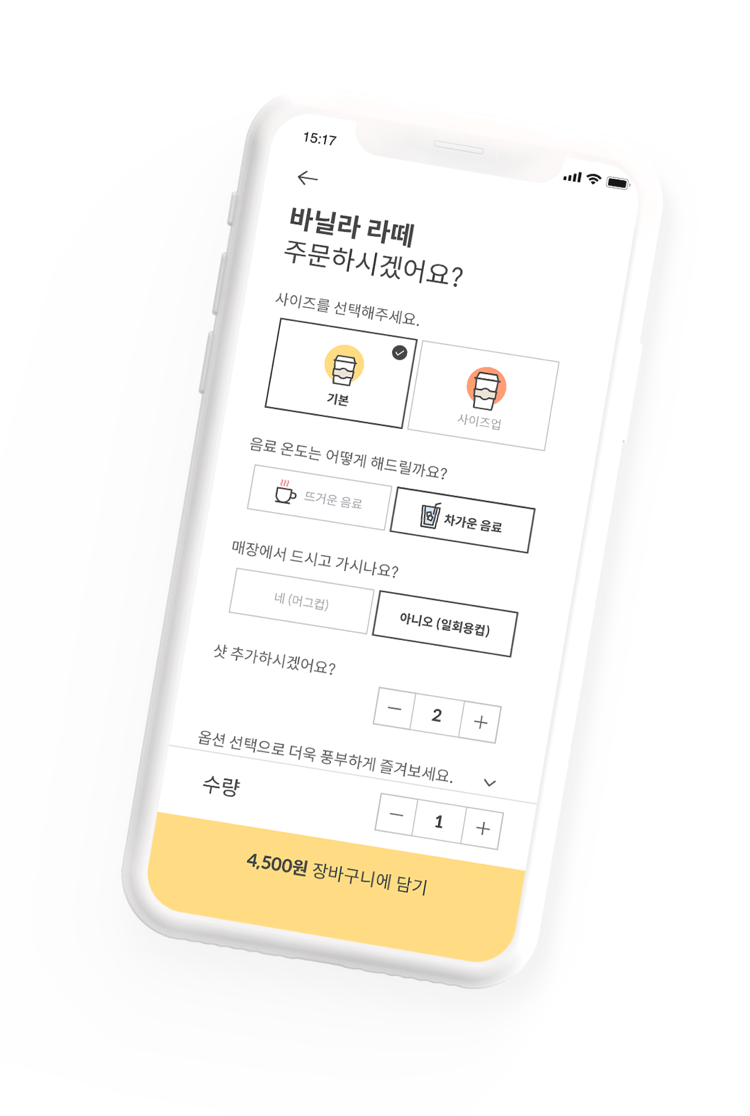 15:17
바닐라 라떼
주문하시겠어요?
사이즈를 선택해주세요.
기본
사이즈업
음료 온도는 어떻게 해드릴까요?
뜨거운 음료
차가운 음료
매장에서 드시고 가시나요?
네 (머그컵)
아니오 (일회용컵)
샷 추가하시겠어요?
2
옵션 선택으로 더욱 풍부하게 즐겨보세요.
수량
1
4,500원 장바구니에 담기